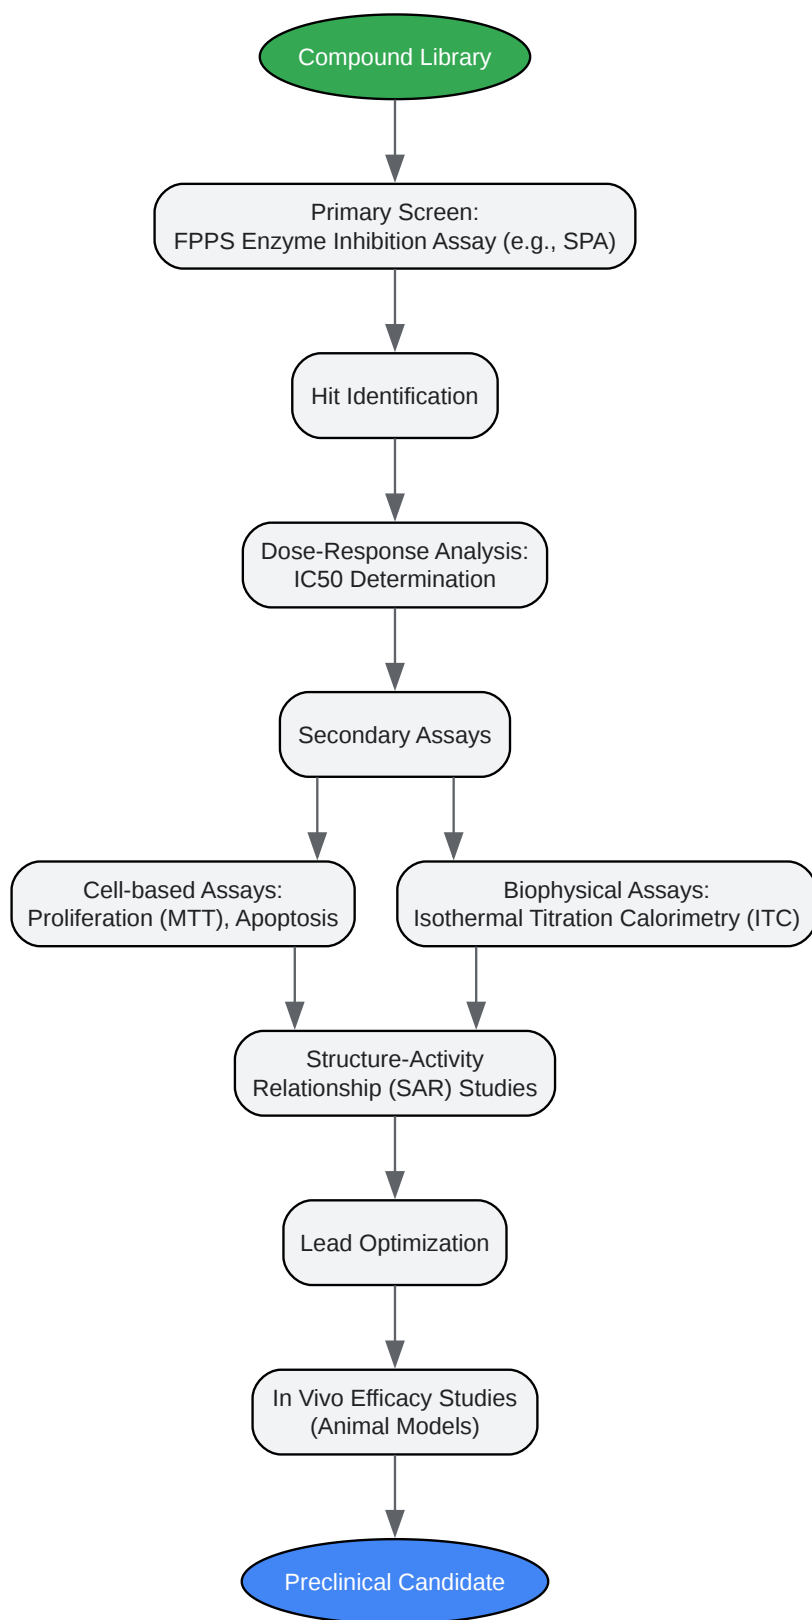 Compound Library
Primary Screen:
FPPS Enzyme Inhibition Assay (e.g., SPA)
Hit Identification
Dose-Response Analysis:
IC50 Determination
Secondary Assays
Cell-based Assays:
Proliferation (MTT), Apoptosis
Biophysical Assays:
Isothermal Titration Calorimetry (ITC)
Structure-Activity
Relationship (SAR) Studies
Lead Optimization
In Vivo Efficacy Studies
(Animal Models)
Preclinical Candidate